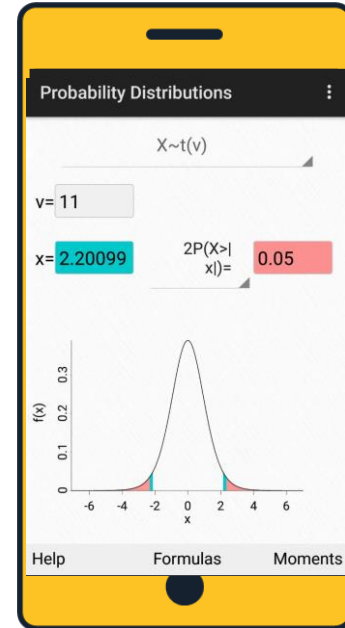 Probability Distributions
X~t(v)
v= 11
x= 2.20099 2P(X>|
x|)= 0.05
f(x)
0.3
0.2
0.1
0
-6 -4 -2 0 2 4 6
x
Help Formulas Moments